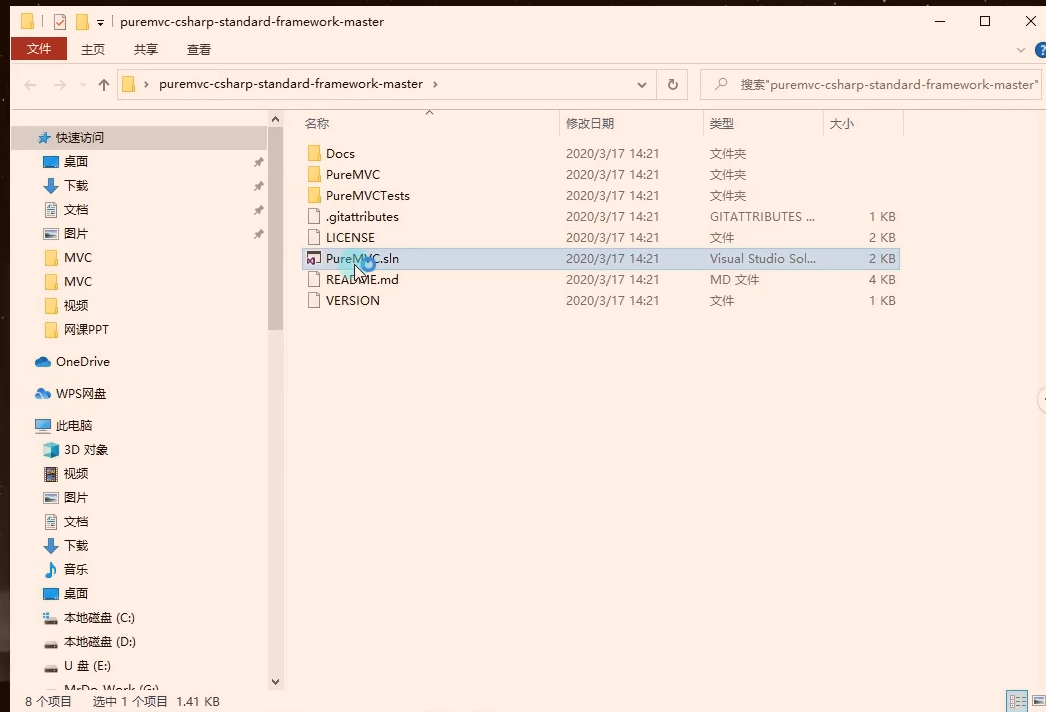 puremvc-csharp-standard-framework-master
文件 主页 共享 查看
puremvc-csharp-standard-framework-master
搜索"puremvc-csharp-standard-framework-master"
名称 修改日期 类型 大小
Docs 2020/3/17 14:21 文件夹
PureMVC 2020/3/17 14:21 文件夹
PureMVCTests 2020/3/17 14:21 文件夹
.gitattributes 2020/3/17 14:21 GITATTRIBUTES ... 1 KB
LICENSE 2020/3/17 14:21 文件 2 KB
PureMVC.sln 2020/3/17 14:21 Visual Studio Sol... 2 KB
README.md 2020/3/17 14:21 MD 文件 4 KB
VERSION 2020/3/17 14:21 文件 1 KB
快速访问
桌面
下载
文档
图片
MVC
MVC
视频
网课PPT
OneDrive
WPS网盘
此电脑
3D 对象
视频
图片
文档
下载
音乐
桌面
本地磁盘 (C:)
本地磁盘 (D:)
U 盘 (E:)
MrDo-Work (G:)
8 个项目 选中 1 个项目 1.41 KB